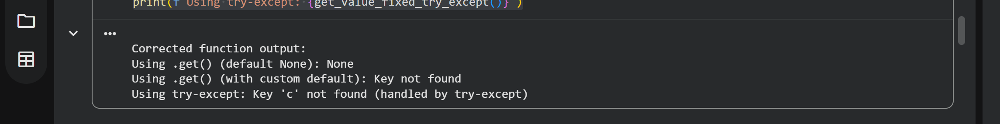 print(f"Using try-except: {get_value_fixed_try_except()}")
Corrected function output:
Using .get() (default None): None
Using .get() (with custom default): Key not found
Using try-except: Key 'c' not found (handled by try-except)